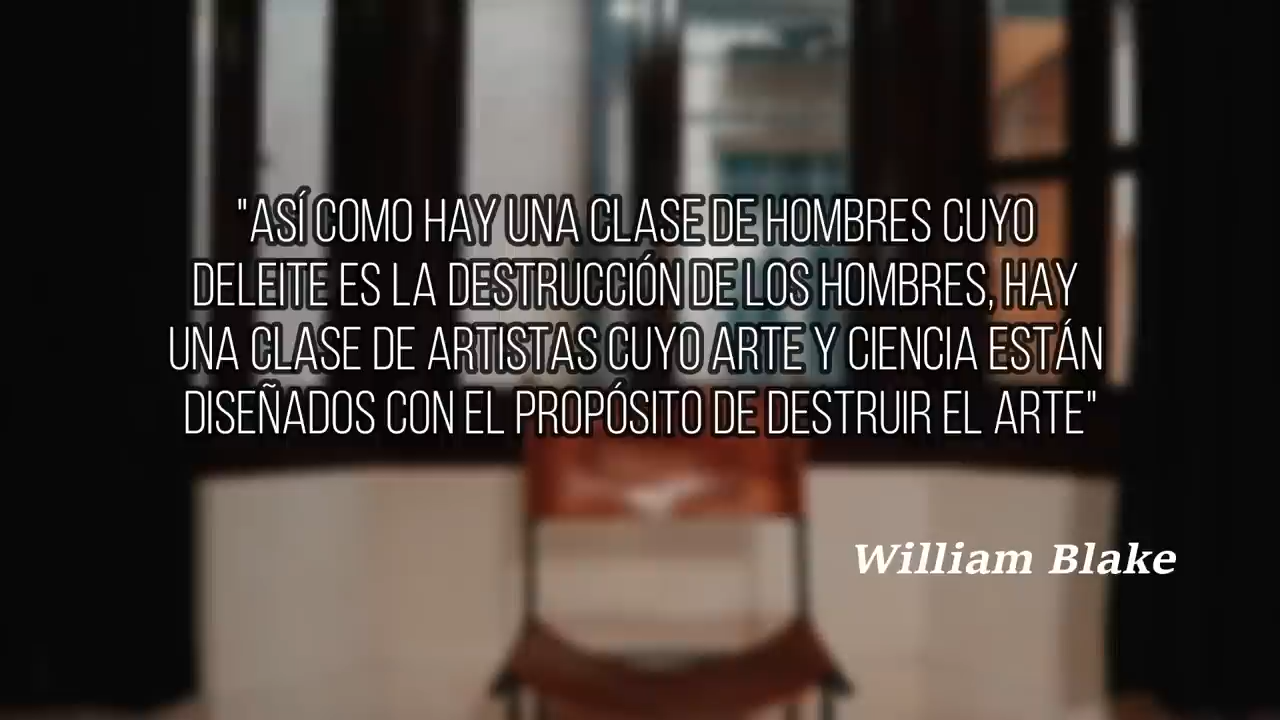 "ASÍ COMO HAY UNA CLASE DE HOMBRES CUYO
DELEITE ES LA DESTRUCCIÓN DE LOS HOMBRES, HAY
UNA CLASE DE ARTISTAS CUYO ARTE Y CIENCIA ESTÁN
DISEÑADOS CON EL PROPÓSITO DE DESTRUIR EL ARTE"
William Blake